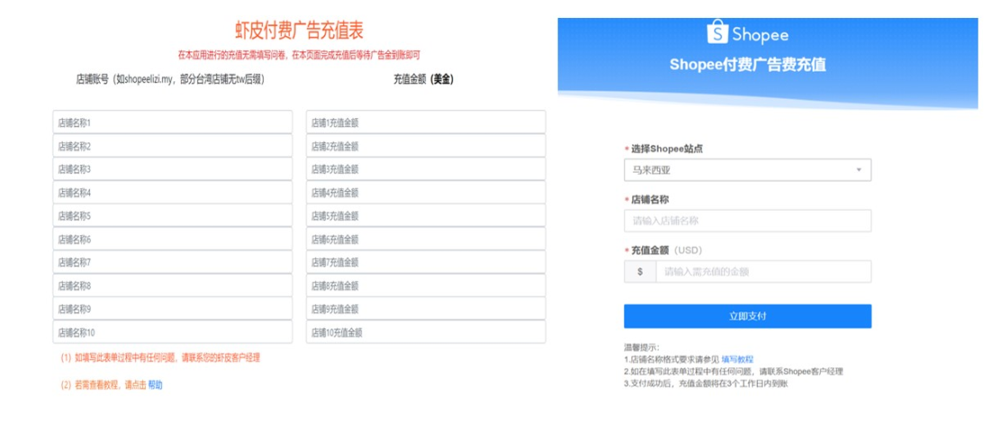 虾皮付费广告充值表
在本应用进行的充值无需填写问卷，在本页面完成充值后等待广告金到账即可
店铺账号（如shopeelizi.my，部分台湾店铺无tw后缀）
充值金额（美金）
店铺名称1
店铺1充值金额
店铺名称2
店铺2充值金额
店铺名称3
店铺3充值金额
店铺名称4
店铺4充值金额
店铺名称5
店铺5充值金额
店铺名称6
店铺6充值金额
店铺名称7
店铺7充值金额
店铺名称8
店铺8充值金额
店铺名称9
店铺9充值金额
店铺名称10
店铺10充值金额
（1）如填写此表单过程中有任何问题，请联系您的虾皮客户经理
（2）若需查看教程，请点击 帮助
S Shopee
Shopee付费广告费充值
* 选择Shopee站点
马来西亚
* 店铺名称
请输入店铺名称
* 充值金额（USD）
$ 请输入需充值的金额
立即支付
温馨提示：
1.店铺名称格式要求请参见 填写教程
2.如在填写此表单过程中有任何问题，请联系Shopee客户经理
3.支付成功后，充值金额将在3个工作日内到账